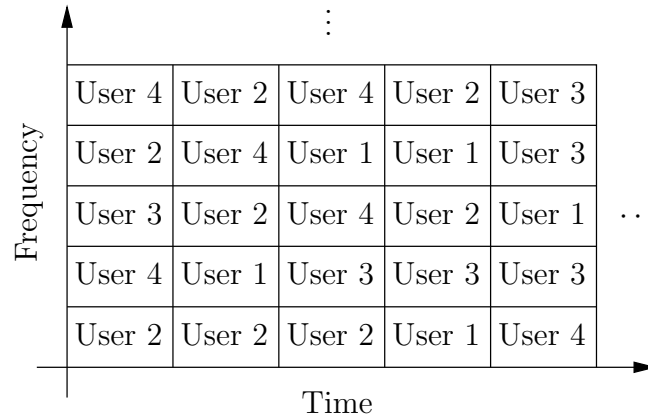 User 4 User 2 User 4 User 2 User 3
User 2 User 4 User 1 User 1 User 3
User 3 User 2 User 4 User 2 User 1
User 4 User 1 User 3 User 3 User 3
User 2 User 2 User 2 User 1 User 4
Frequency
Time